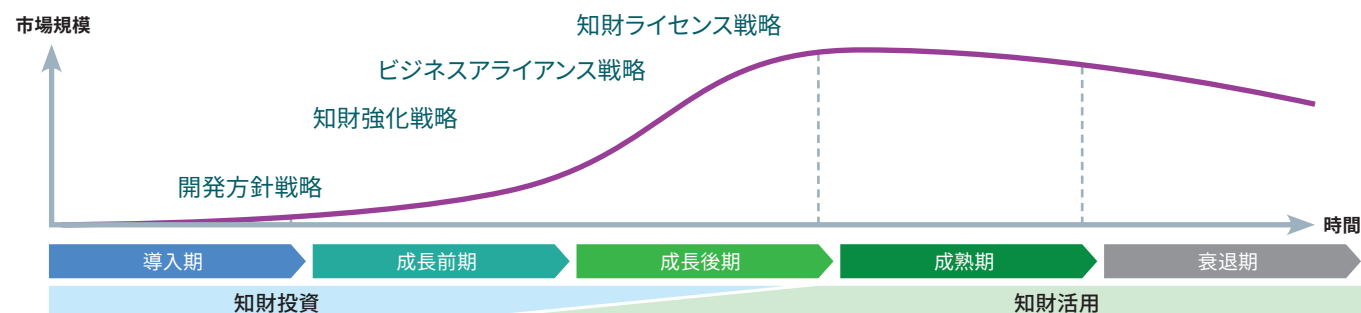 市場規模
知財ライセンス戦略
ビジネスアライアンス戦略
知財強化戦略
開発方針戦略
時間
導入期
成長前期
成長後期
成熟期
衰退期
知財投資
知財活用